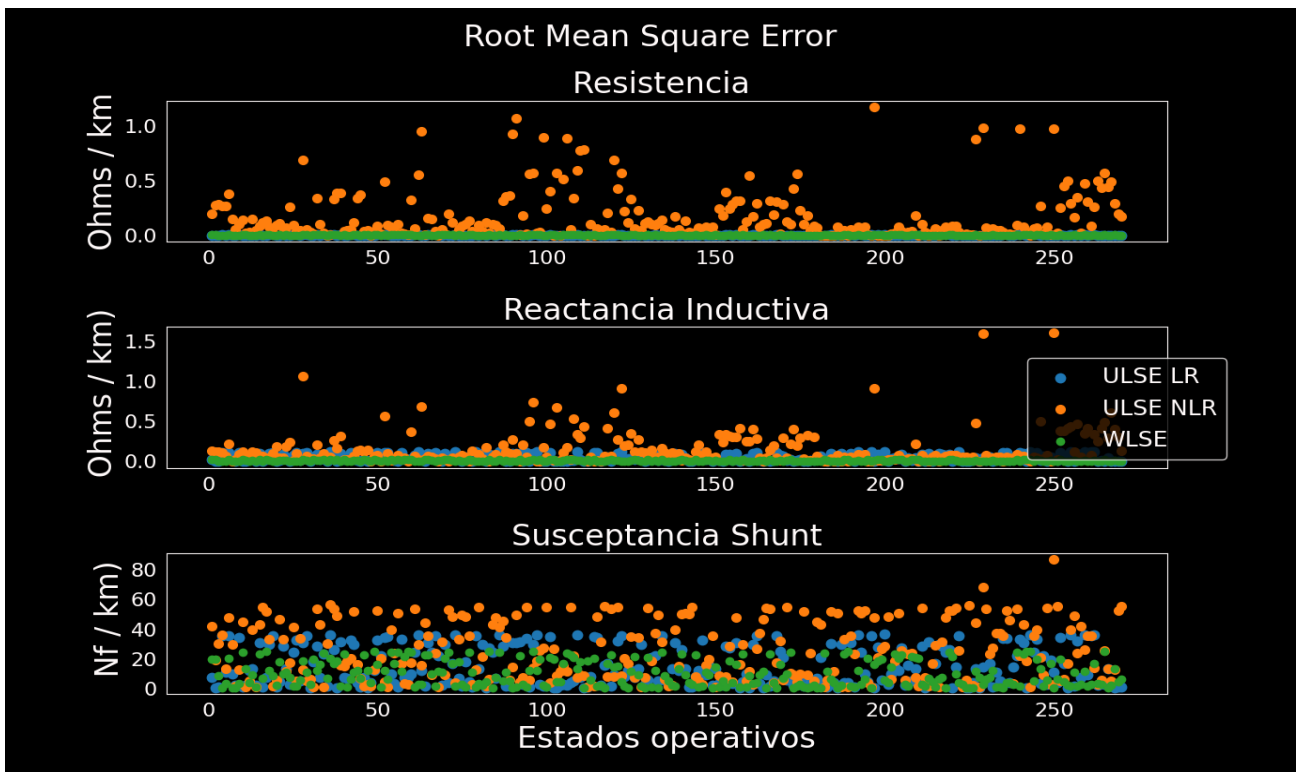 Root Mean Square Error
Resistencia
Ohms / km
1.0
0.5
0.0
0 50 100 150 200 250
Reactancia Inductiva
Ohms / km)
1.5
1.0
0.5
0.0
0 50 100 150 200 250
ULSE LR
ULSE NLR
WLSE
Susceptancia Shunt
Nf / km)
80
60
40
20
0
0 50 100 150 200 250
Estados operativos